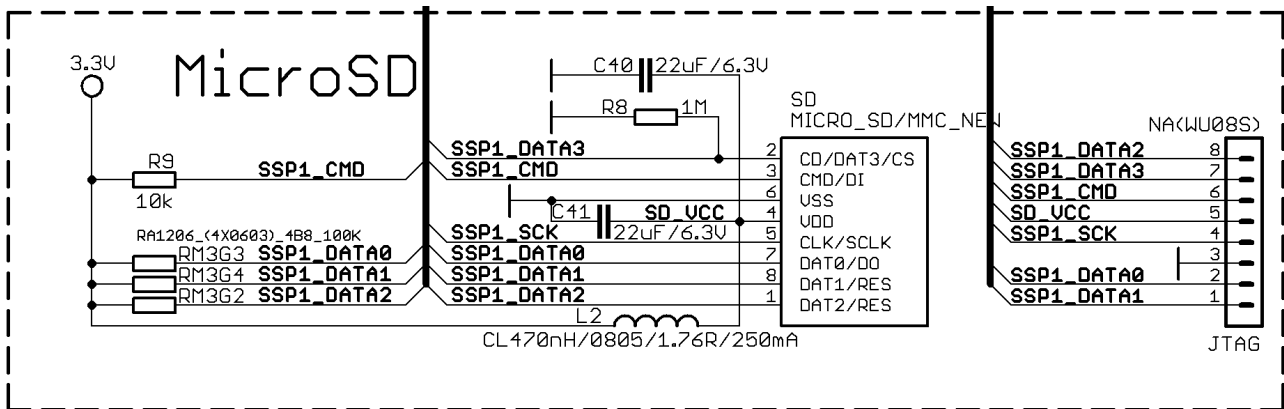 3.3V
MicroSD
C40 22uF/6.3V
R8 1M
SD
MICRO_SD/MMC_NEW
NA(WU08S)
R9
10k
SSP1_CMD
SSP1_DATA3 2 CD/DAT3/CS
SSP1_CMD 3 CMD/DI
6 VSS
C41 22uF/6.3V
SD_VCC 4 VDD
SSP1_SCK 5 CLK/SCLK
SSP1_DATA0 7 DAT0/DO
SSP1_DATA1 8 DAT1/RES
SSP1_DATA2 1 DAT2/RES
RA1206_(4X0603)_4B8_100K
RM3G3 SSP1_DATA0
RM3G4 SSP1_DATA1
RM3G2 SSP1_DATA2
L2
CL470nH/0805/1.76R/250mA
SSP1_DATA2 8
SSP1_DATA3 7
SSP1_CMD 6
SD_VCC 5
SSP1_SCK 4
3
SSP1_DATA0 2
SSP1_DATA1 1
JTAG